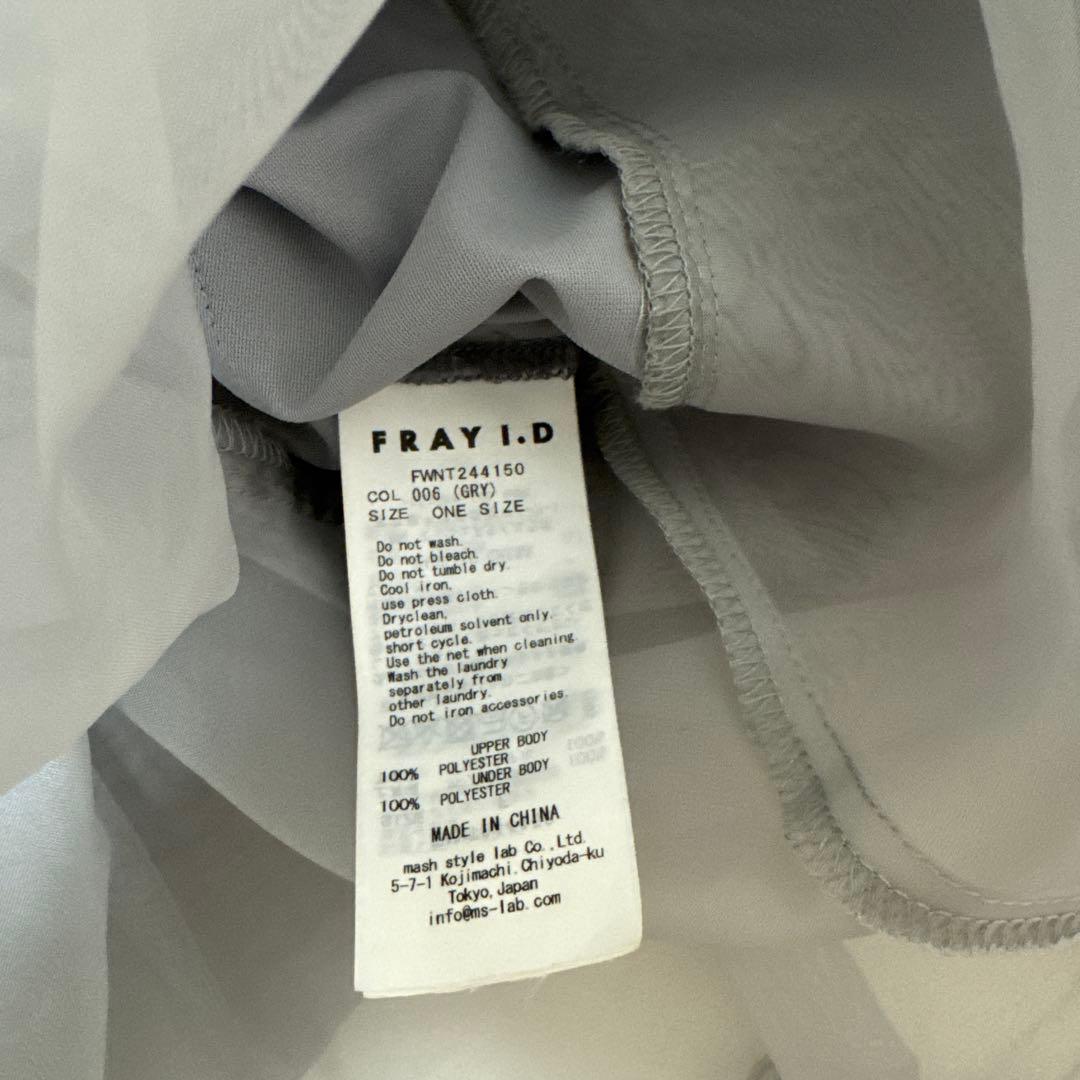 FRAY I.D
FWNT244150
COL 006 (GRY)
SIZE ONE SIZE
Do not wash.
Do not bleach.
Do not tumble dry.
Cool iron,
use press cloth.
Dryclean,
petroleum solvent only.
short cycle.
Use the net when cleaning.
Wash the laundry
separately from
other laundry.
Do not iron accessories.
UPPER BODY
100% POLYESTER
UNDER BODY
100% POLYESTER
MADE IN CHINA
mash style lab Co.,Ltd.
5-7-1 Kojimachi,Chiyoda-ku
Tokyo,Japan
info@ms-lab.com